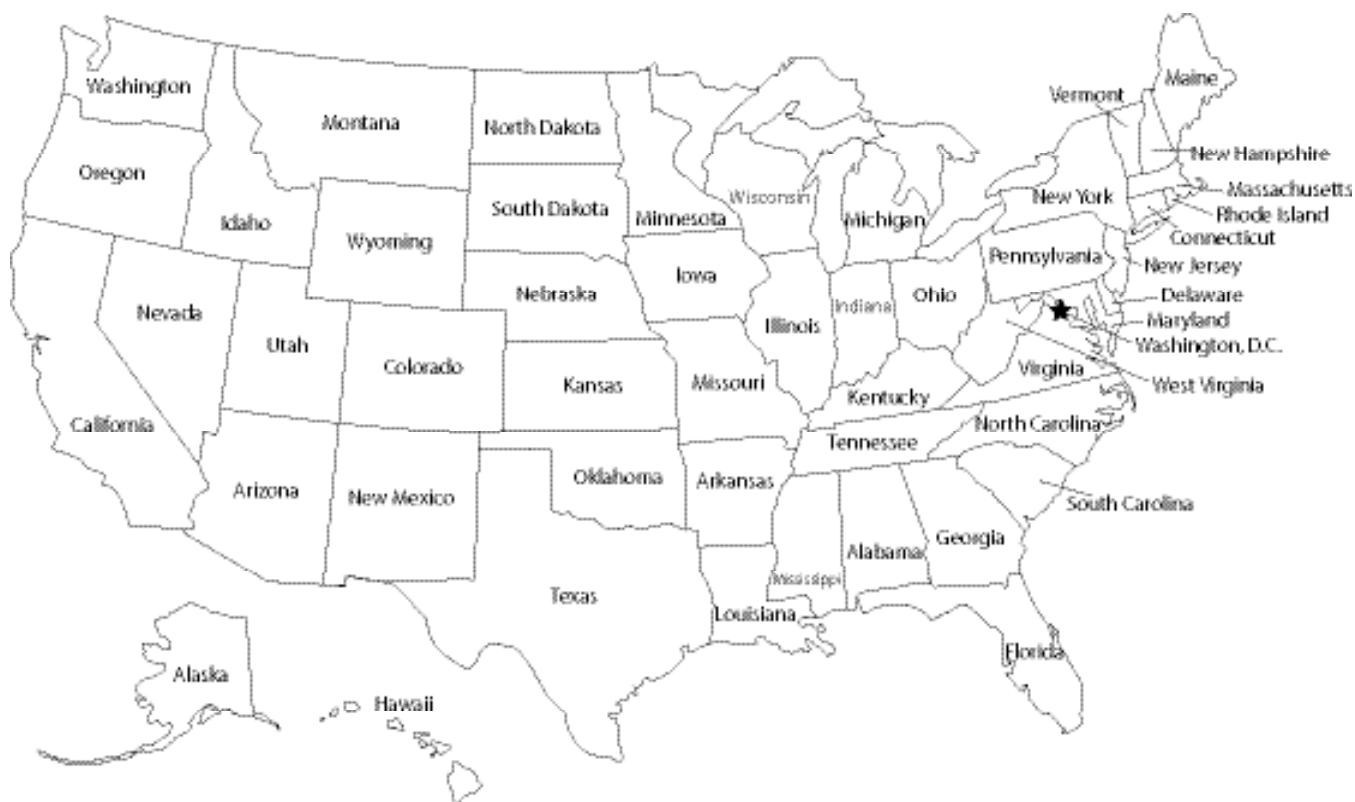 Washington
Montana
North Dakota
Minnesota
Wisconsin
Michigan
Vermont
Maine
New Hampshire
Massachusetts
Rhode Island
Connecticut
New York
Oregon
Idaho
Wyoming
South Dakota
Iowa
Nebraska
Illinois
Indiana
Ohio
Pennsylvania
New Jersey
Delaware
Maryland
Washington, D.C.
West Virginia
Virginia
Nevada
Utah
Colorado
Kansas
Missouri
Kentucky
California
Arizona
New Mexico
Oklahoma
Arkansas
Tennessee
North Carolina
South Carolina
Texas
Louisiana
Mississippi
Alabama
Georgia
Florida
Alaska
Hawaii